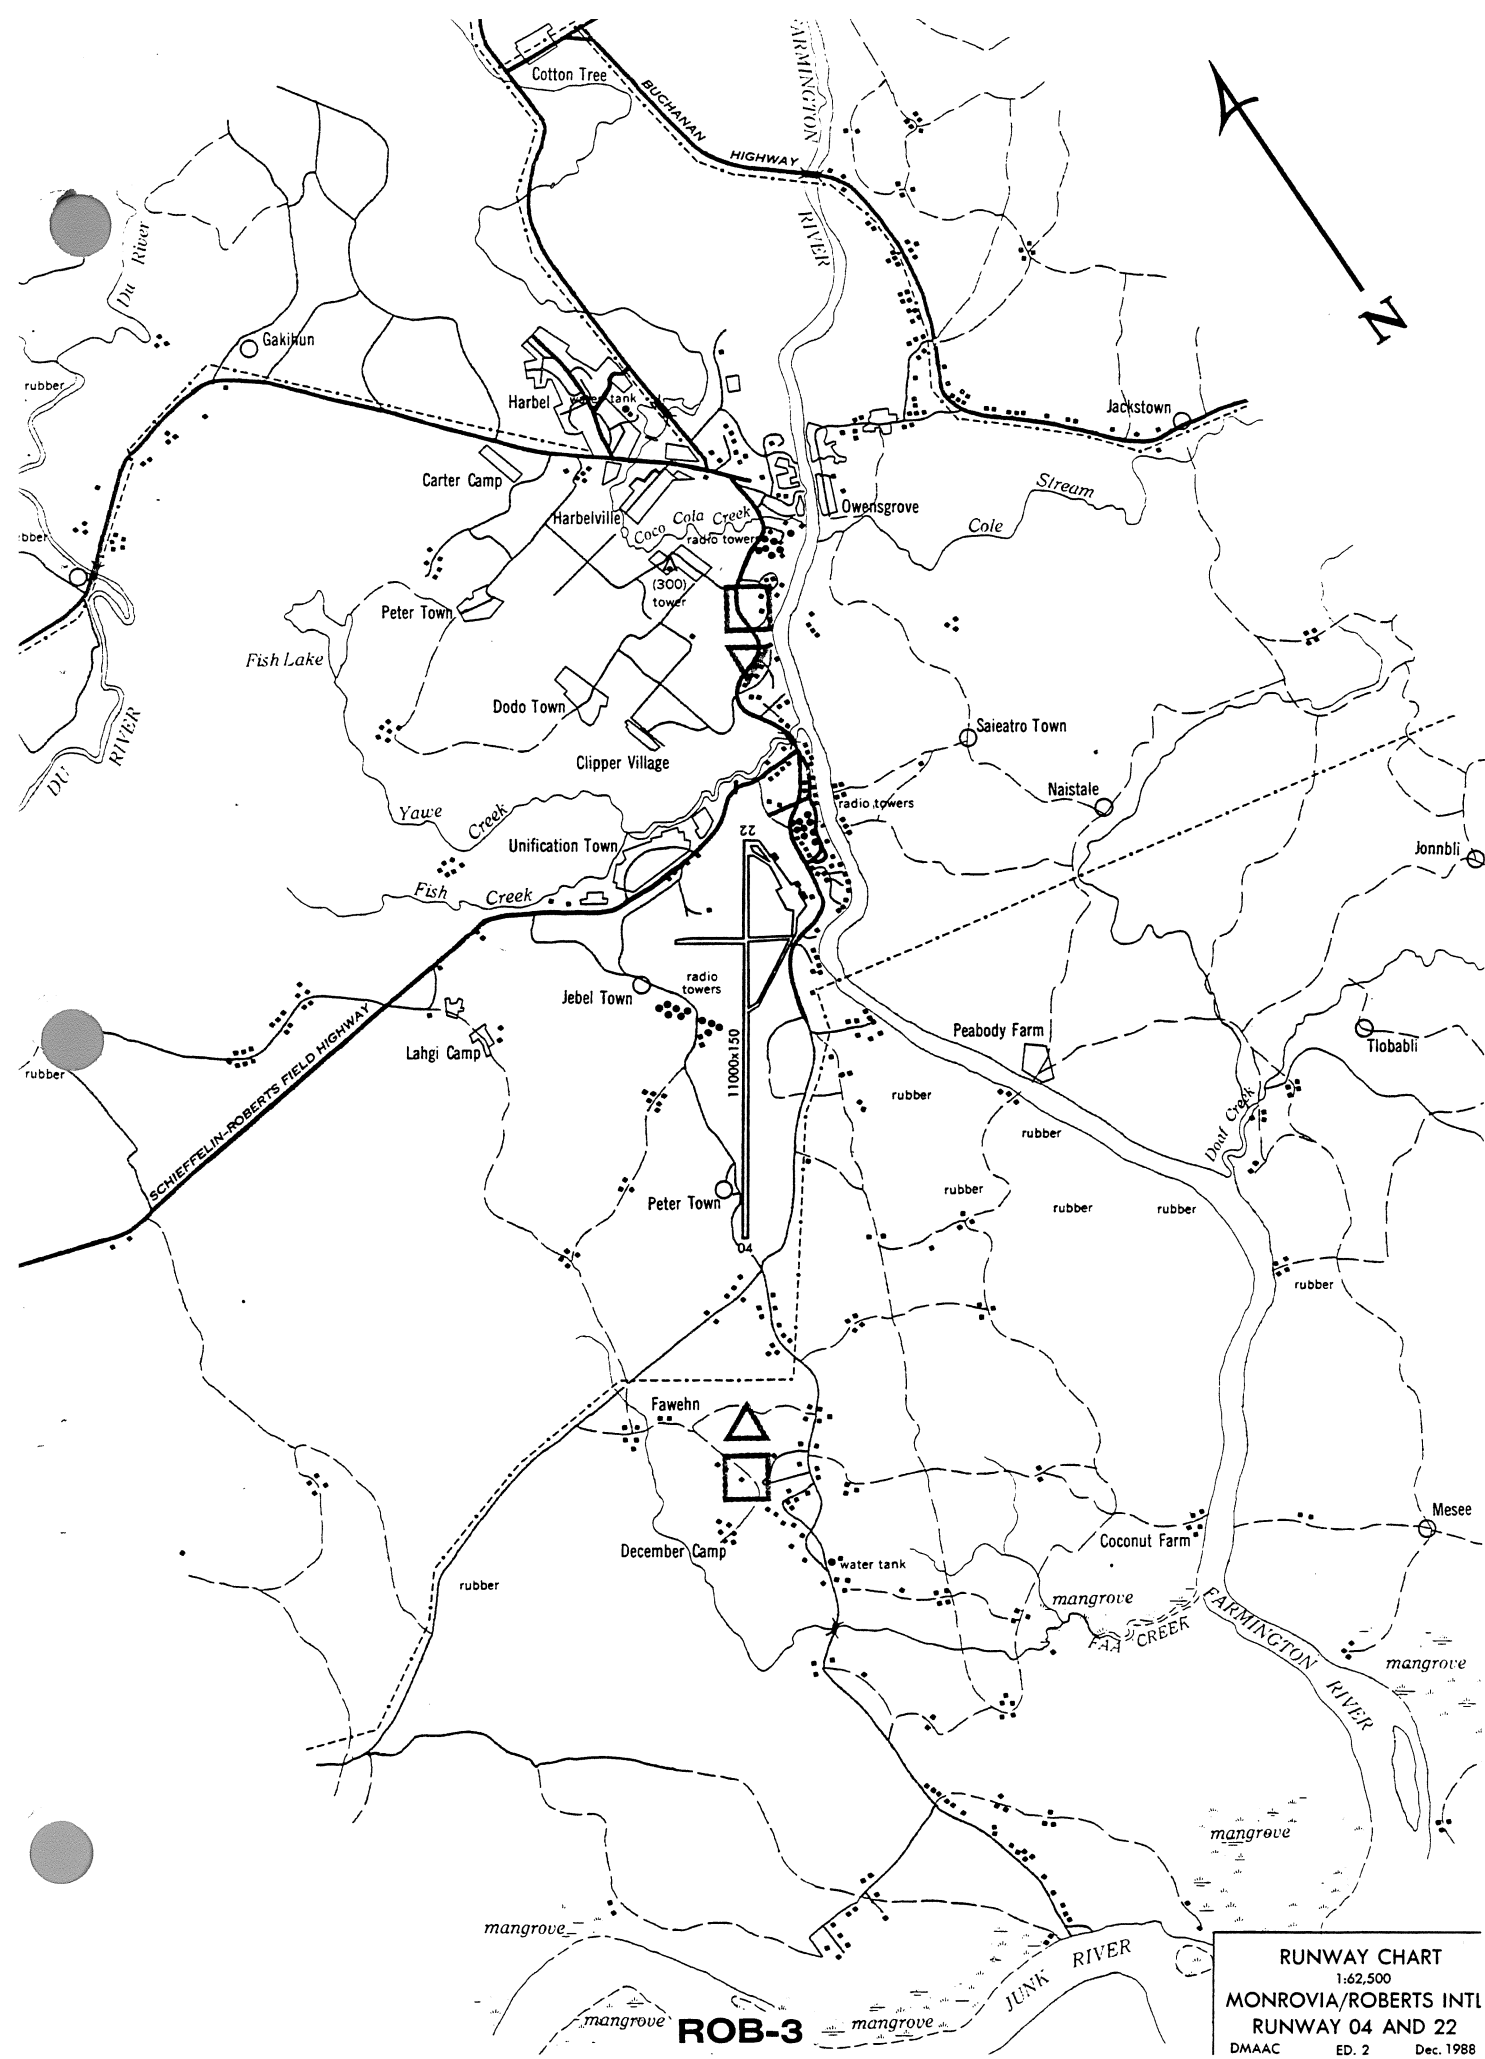 Cotton Tree
BUCHANAN
HIGHWAY
FARMINGTON
RIVER
Du River
N
Gakihun
rubber
Harbel
water tank
Jackstown
Carter Camp
Harbelville
Coco Cola Creek
radio towers
Owensgrove
Cole
Stream
(300)
tower
Peter Town
Fish Lake
Dodo Town
Clipper Village
Saieatro Town
Naistale
DU
RIVER
Yawe
Creek
radio towers
22
Unification Town
Jonnbli
Fish
Creek
radio
towers
Jebel Town
11000x150
SCHIEFFELIN-ROBERTS FIELD HIGHWAY
Lahgi Camp
rubber
Peabody Farm
Tlobabli
rubber
rubber
Creek
Peter Town
04
rubber
rubber
rubber
rubber
Fawehn
December Camp
water tank
rubber
Coconut Farm
Mesee
mangrove
FAA CREEK
FARMINGTON
RIVER
mangrove
mangrove
mangrove
JUNK
RIVER
mangrove
mangrove
ROB-3
RUNWAY CHART
1:62,500
MONROVIA/ROBERTS INTL
RUNWAY 04 AND 22
DMAAC ED. 2 Dec. 1988